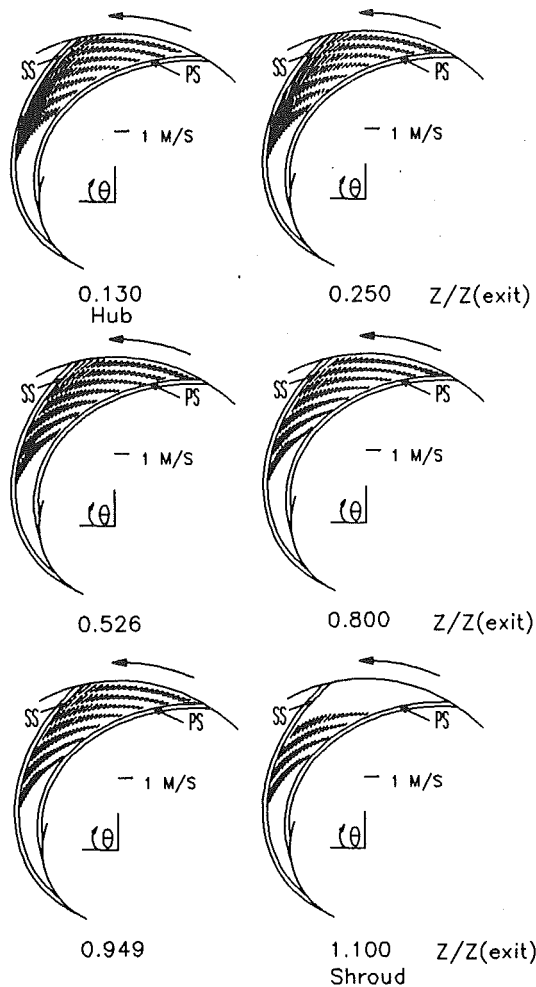 SS PS SS PS
1 M/S 1 M/S
θ θ
0.130 0.250 Z/Z(exit)
Hub
SS PS SS PS
1 M/S 1 M/S
θ θ
0.526 0.800 Z/Z(exit)
SS PS SS PS
1 M/S 1 M/S
θ θ
0.949 1.100 Z/Z(exit)
Shroud